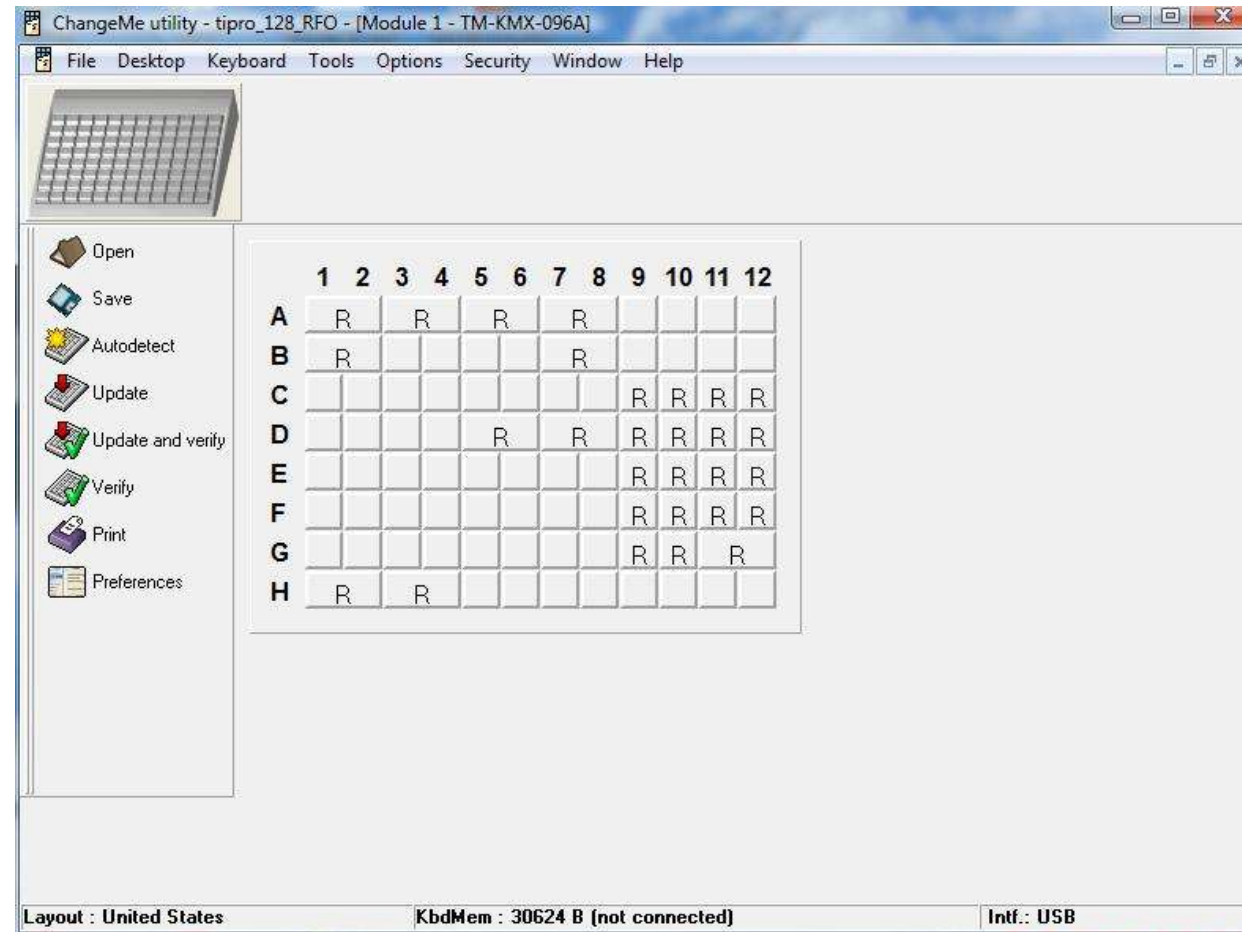 ChangeMe utility - tipro_128_RFO - [Module 1 - TM-KMX-096A]
File Desktop Keyboard Tools Options Security Window Help
Open
Save
Autodetect
Update
Update and verify
Verify
Print
Preferences
1 2 3 4 5 6 7 8 9 10 11 12
A R R R R
B R R
C R R R R
D R R R R R R
E R R R R
F R R R R
G R R R
H R R
Layout : United States KbdMem : 30624 B (not connected) Intf.: USB